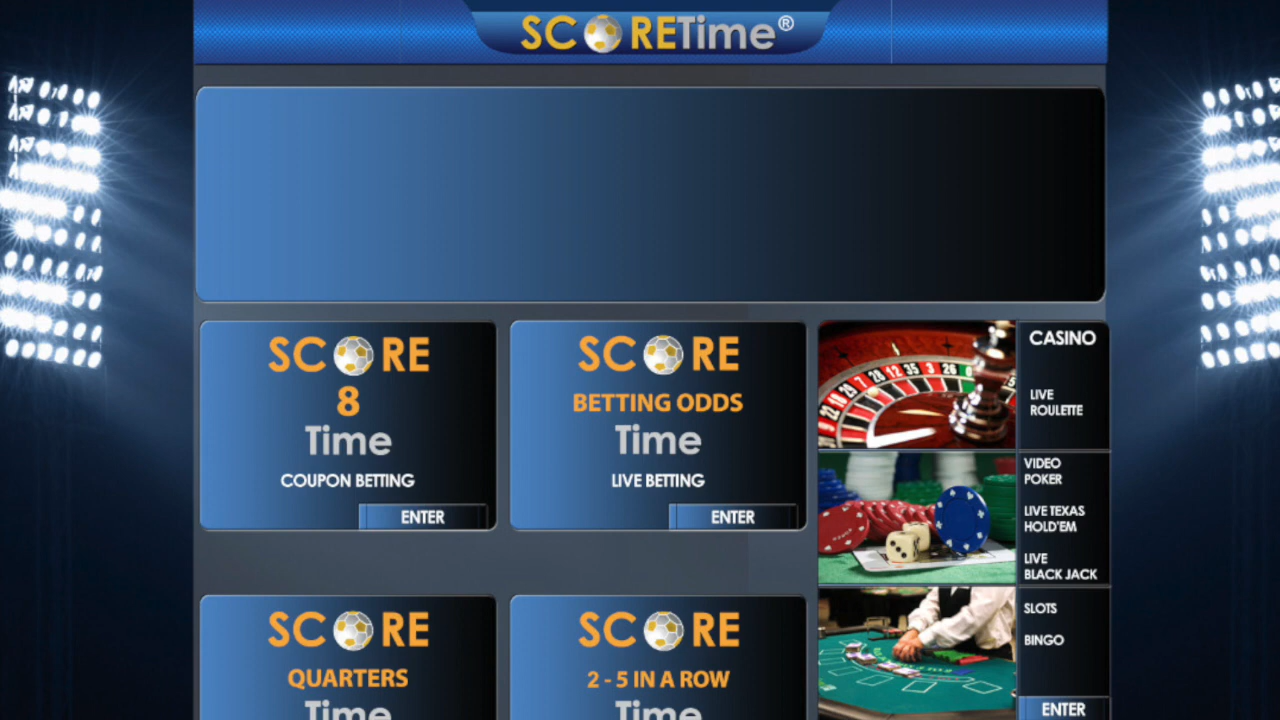 SCORETime®
SCORE
8
Time
COUPON BETTING
ENTER
SCORE
BETTING ODDS
Time
LIVE BETTING
ENTER
CASINO
LIVE
ROULETTE
VIDEO
POKER
LIVE TEXAS
HOLD'EM
LIVE
BLACK JACK
SLOTS
BINGO
ENTER
SCORE
QUARTERS
Time
SCORE
2 - 5 IN A ROW
Time